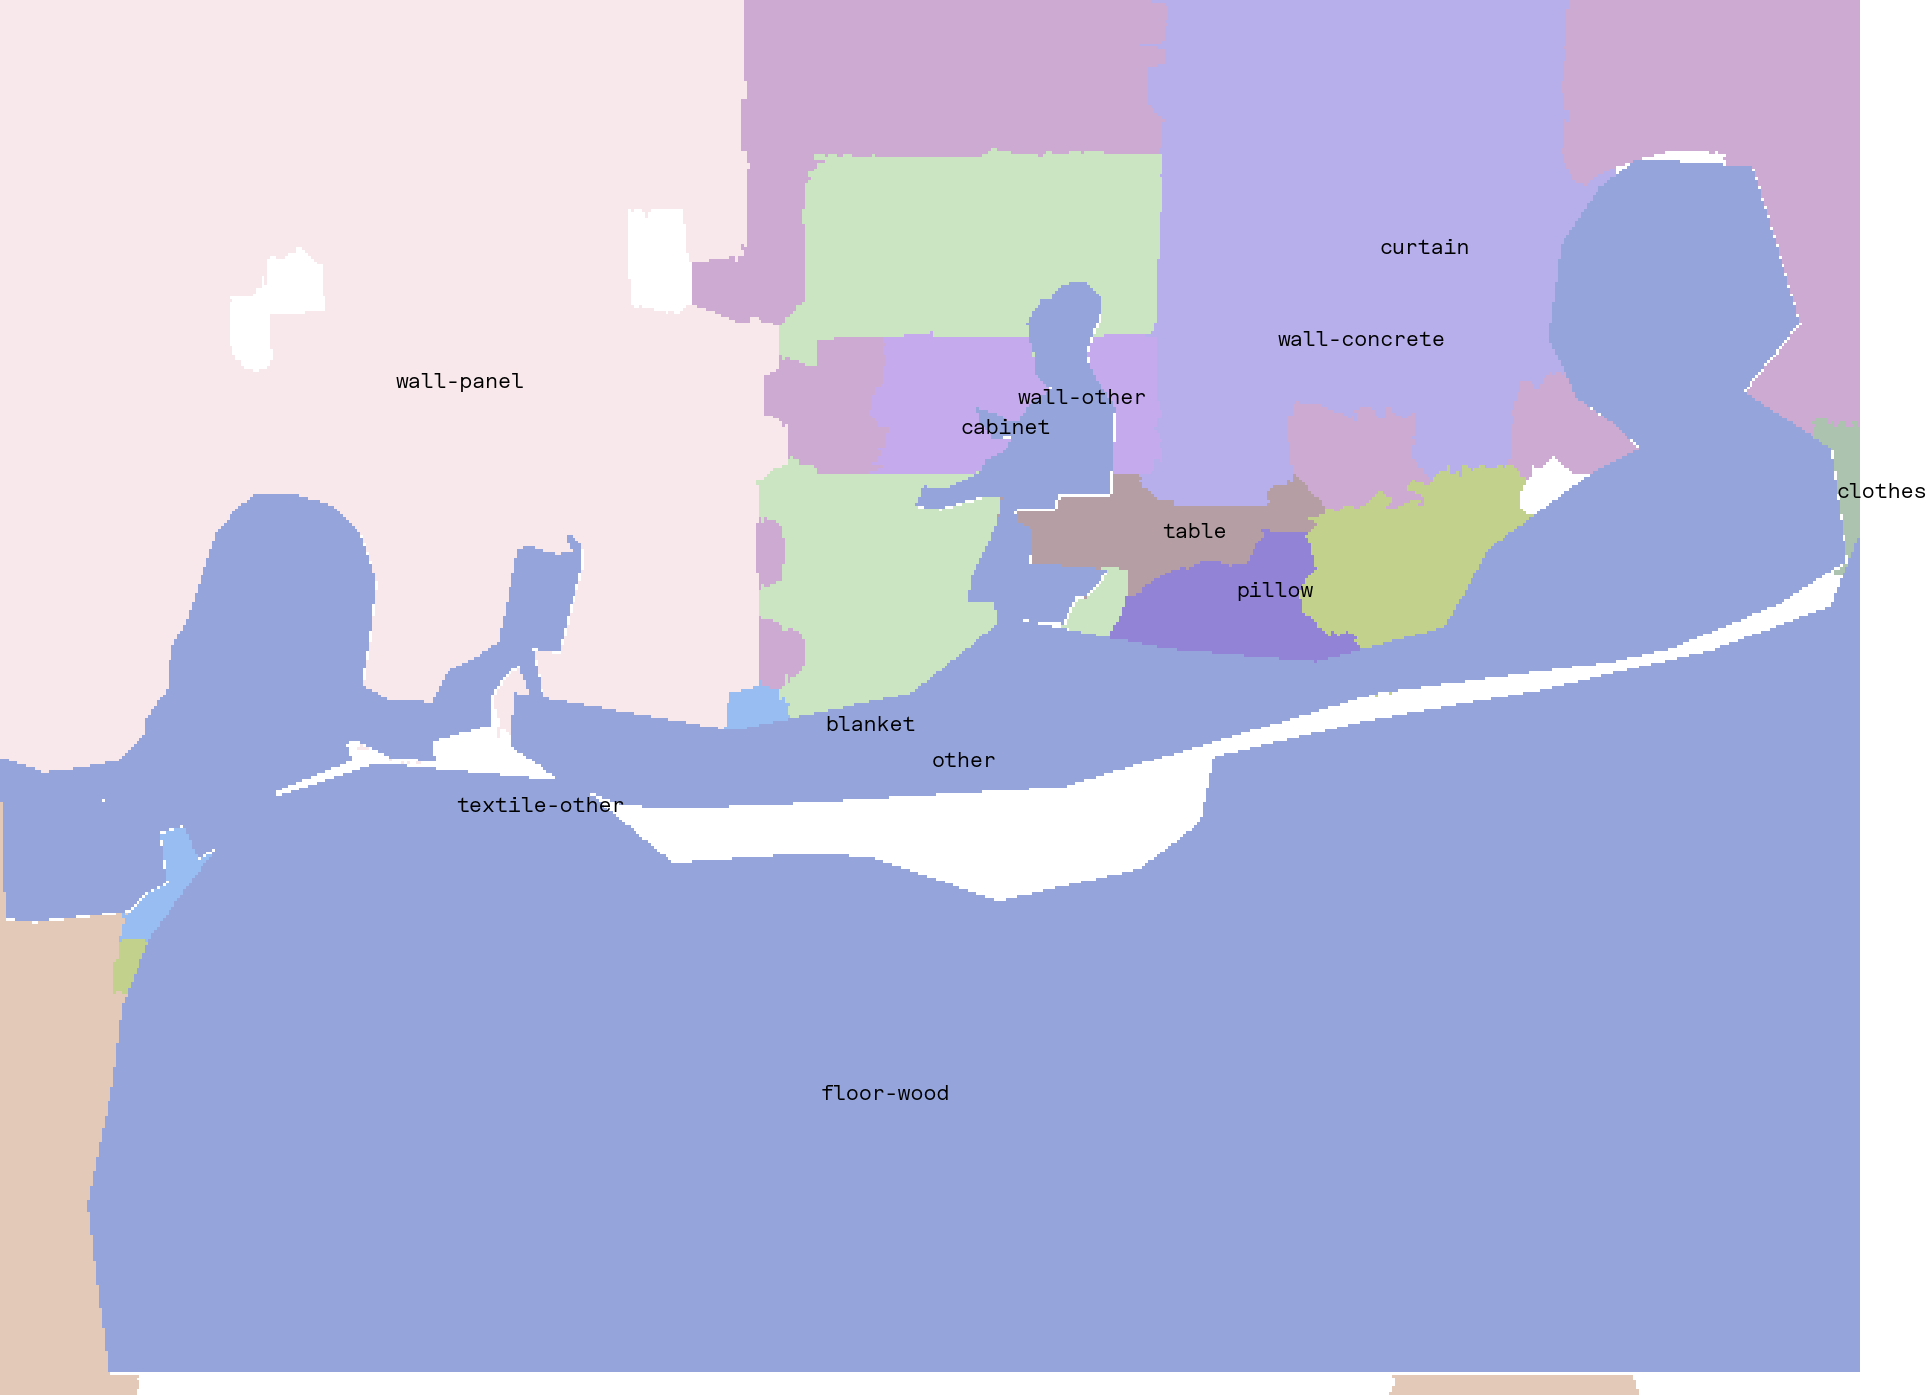 curtain
wall-concrete
wall-panel
wall-other
cabinet
clothes
table
pillow
blanket
other
textile-other
floor-wood